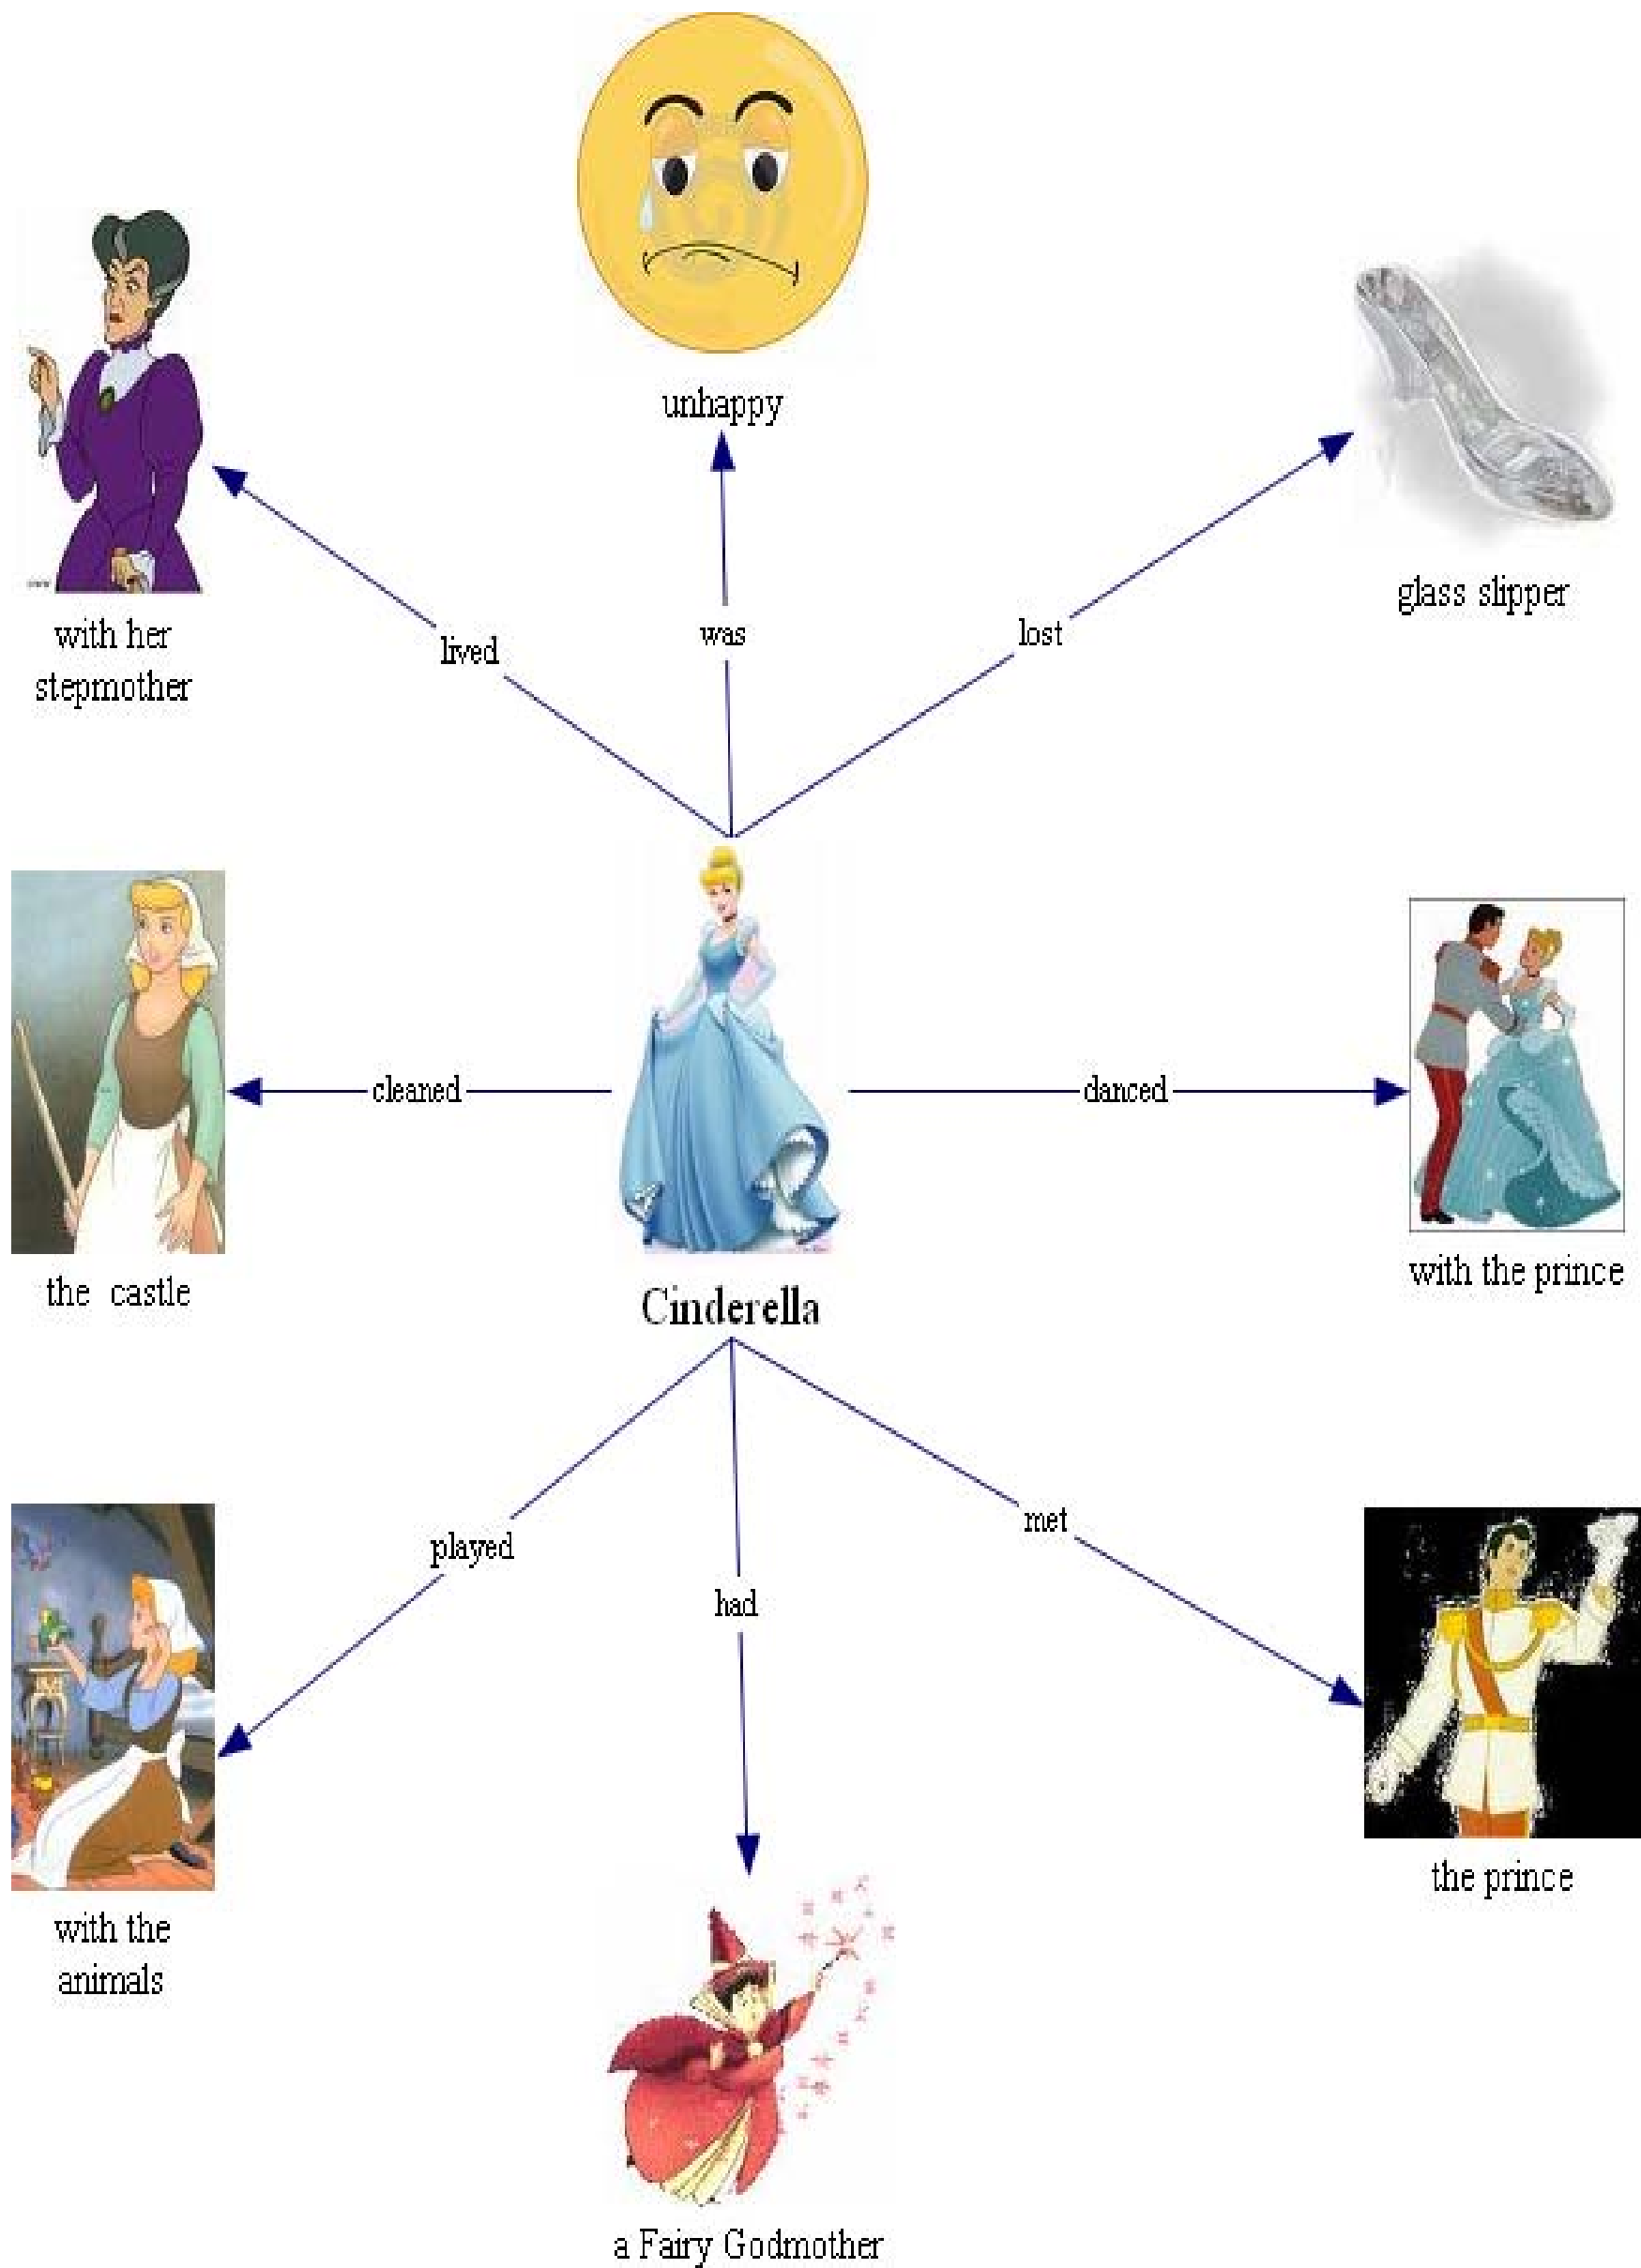 unhappy
glass slipper
with her
stepmother
lived
was
lost
cleaned
danced
the castle
with the prince
Cinderella
played
had
met
the prince
with the
animals
a Fairy Godmother